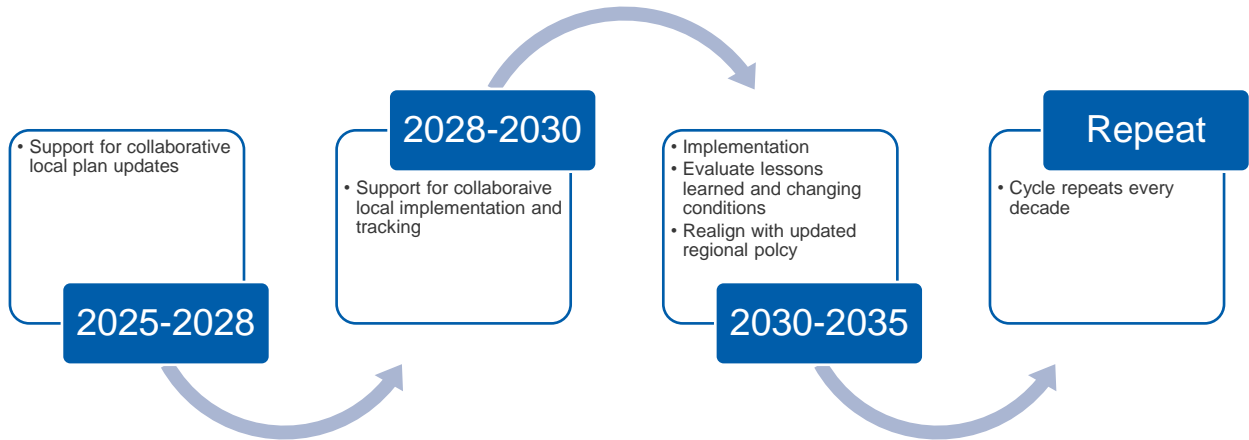 • Support for collaborative
local plan updates
2025-2028
2028-2030
• Support for collaboraive
local implementation and
tracking
• Implementation
• Evaluate lessons
learned and changing
conditions
• Realign with updated
regional polcy
2030-2035
Repeat
• Cycle repeats every
decade